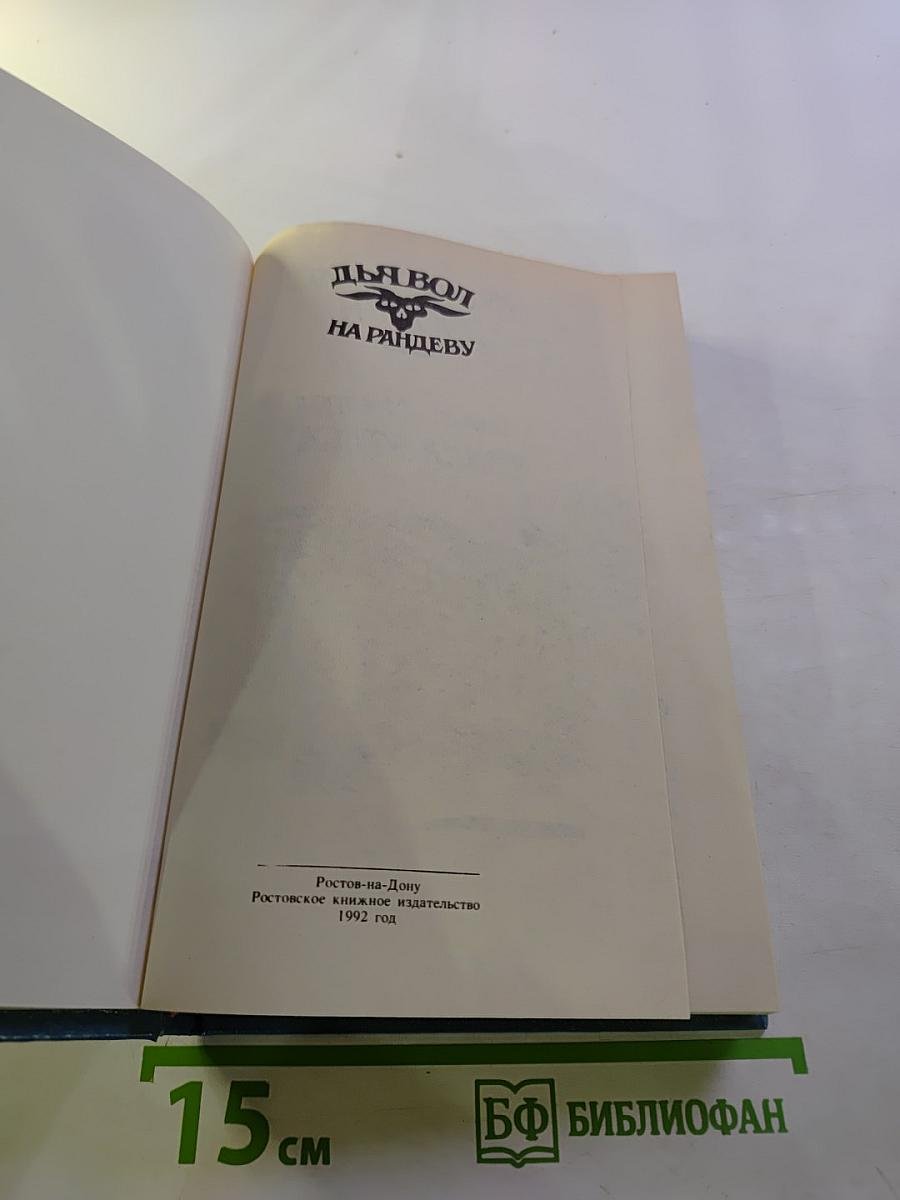 ДЬЯВОЛ
НА РАНДЕВУ
Ростов-на-Дону
Ростовское книжное издательство
1992 год
15 см
БФ БИБЛИОФАН